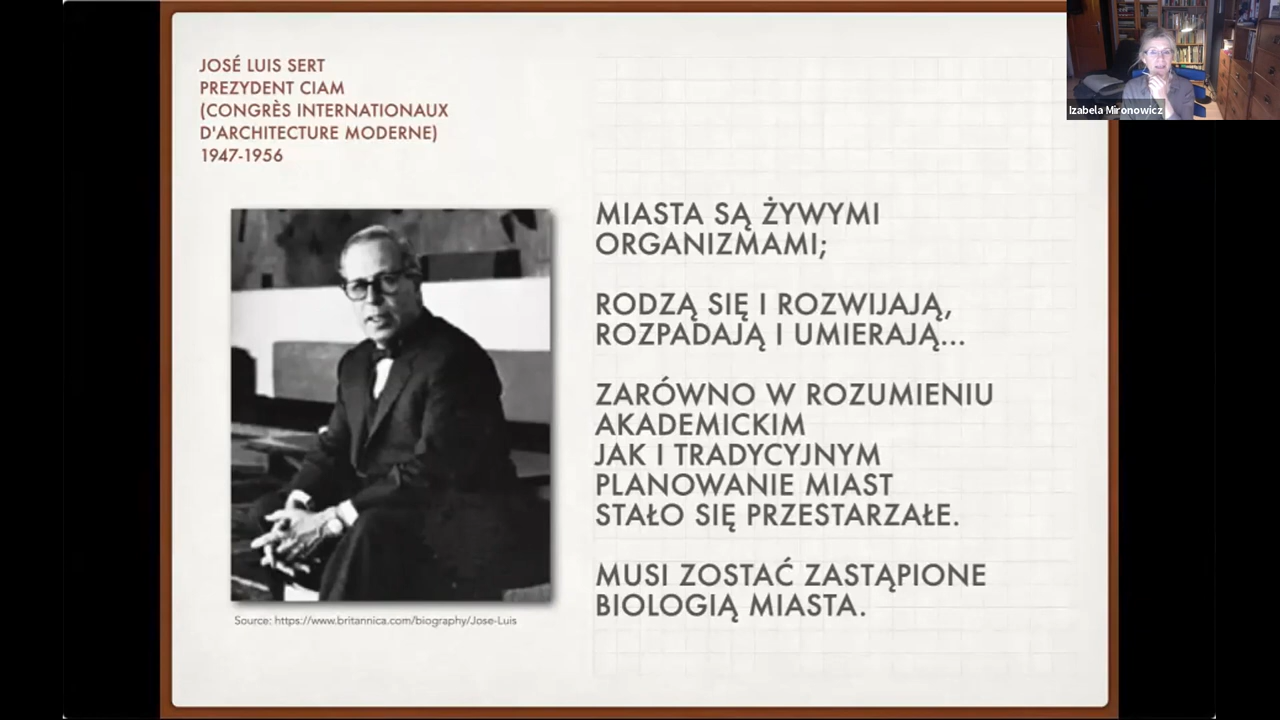 JOSÉ LUIS SERT
PREZYDENT CIAM
(CONGRÈS INTERNATIONAUX
D'ARCHITECTURE MODERNE)
1947-1956
Izabela Mironowicz
MIASTA SĄ ŻYWYMI
ORGANIZMAMI;
RODZĄ SIĘ I ROZWIJAJĄ,
ROZPADAJĄ I UMIERAJĄ...
ZARÓWNO W ROZUMIENIU
AKADEMICKIM
JAK I TRADYCYJNYM
PLANOWANIE MIAST
STAŁO SIĘ PRZESTARZAŁE.
MUSI ZOSTAĆ ZASTĄPIONE
BIOLOGIĄ MIASTA.
Source: https://www.britannica.com/biography/Jose-Luis